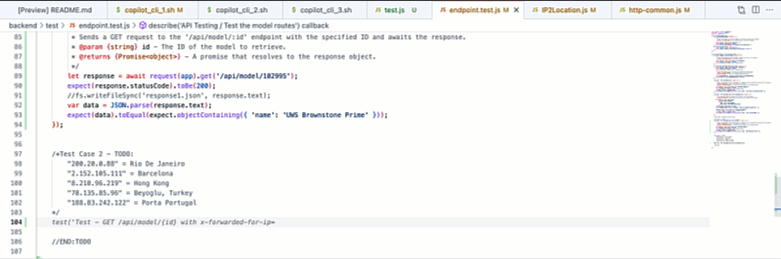 [Preview] README.md $ copilot_cli_1.sh M $ copilot_cli_2.sh $ copilot_cli_3.sh JS test.js U JS endpoint.test.js M × JS IP2Location.js M JS http-common.js M
backend > test > JS endpoint.test.js > describe('API Testing / Test the model routes') callback
85 * Sends a GET request to the '/api/model/:id' endpoint with the specified ID and awaits the response.
86 * @param {string} id - The ID of the model to retrieve.
87 * @returns {Promise<object>} - A promise that resolves to the response object.
88 */
89 let response = await request(app).get('/api/model/102995');
90 expect(response.statusCode).toBe(200);
91 //fs.writeFileSync('response1.json', response.text);
92 var data = JSON.parse(response.text);
93 expect(data).toEqual(expect.objectContaining({ 'name': "UWS Brownstone Prime" }));
94 });
95
96
97 /*Test Case 2 - TODO:
98 "200.20.0.88" = Rio De Janeiro
99 "2.152.105.111" = Barcelona
100 "8.210.96.219" = Hong Kong
101 "78.135.85.96" = Beyoglu, Turkey
102 "188.83.242.122" = Porta Portugal
103 */
104 test('Test - GET /api/model/{id} with x-forwarded-for-ip=
105
106 //END:TODO
107